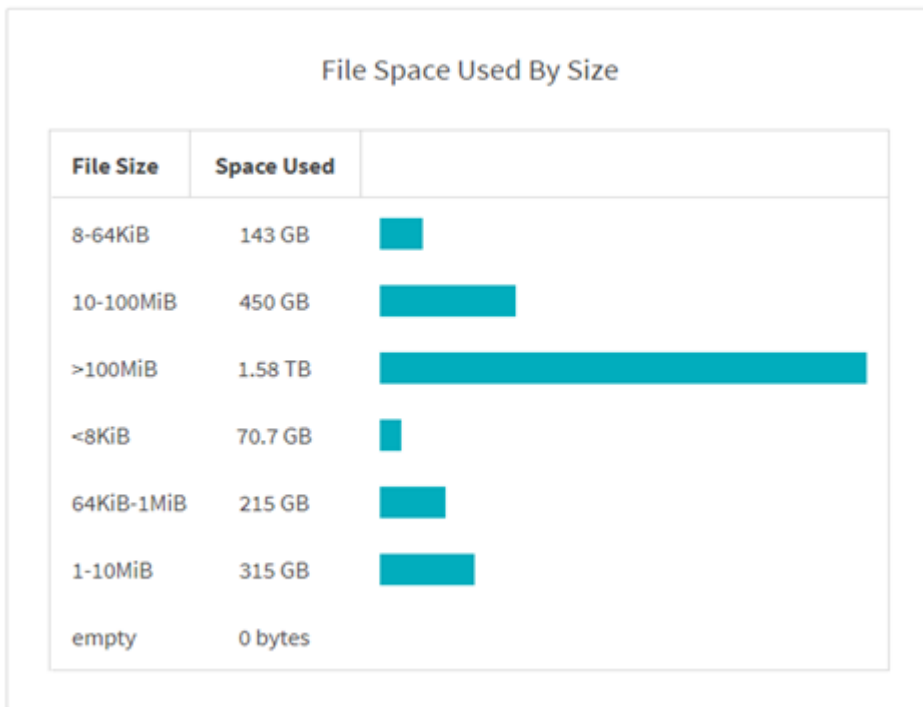 File Space Used By Size
File Size Space Used
8-64KiB 143 GB
10-100MiB 450 GB
>100MiB 1.58 TB
<8KiB 70.7 GB
64KiB-1MiB 215 GB
1-10MiB 315 GB
empty 0 bytes